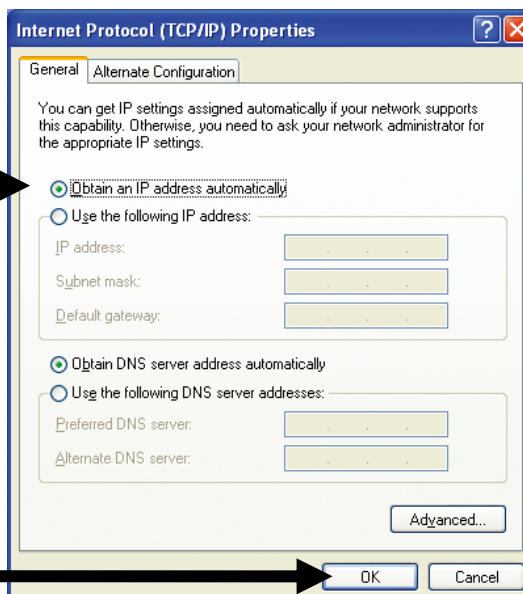 Internet Protocol (TCP/IP) Properties
General Alternate Configuration
You can get IP settings assigned automatically if your network supports
this capability. Otherwise, you need to ask your network administrator for
the appropriate IP settings.
Obtain an IP address automatically
Use the following IP address:
IP address:
Subnet mask:
Default gateway:
Obtain DNS server address automatically
Use the following DNS server addresses:
Preferred DNS server:
Alternate DNS server:
Advanced...
OK Cancel